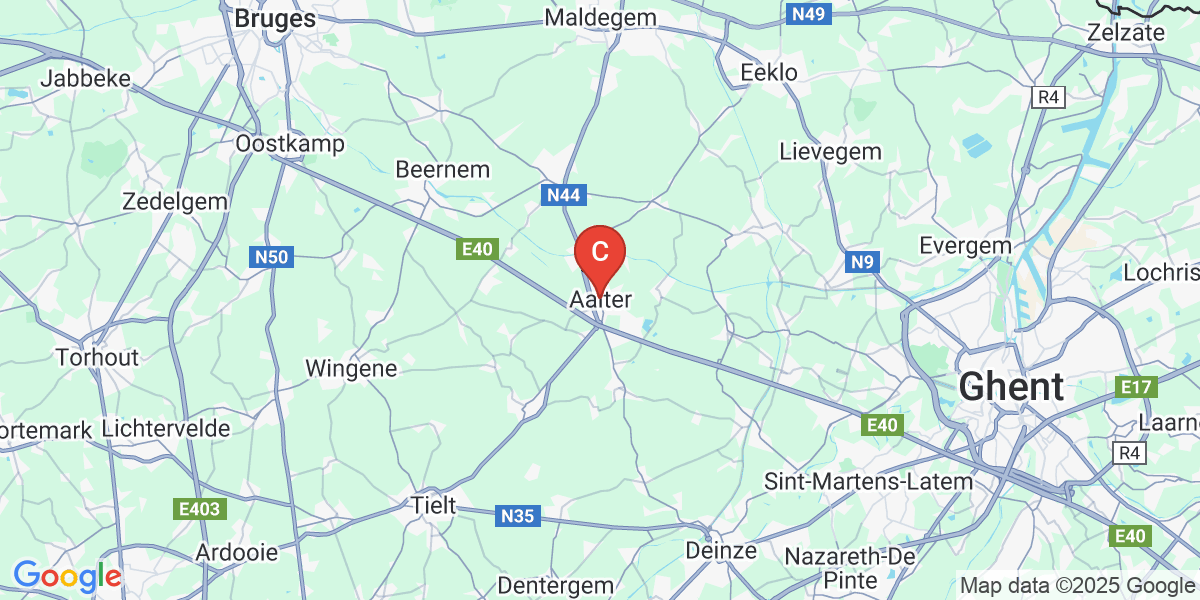 Bruges
Maldegem
N49
Zelzate
Jabbeke
Eeklo
R4
Oostkamp
Lievegem
Beernem
N44
Zedelgem
E40
C
N50
N9
Evergem
Lochris
Aalter
Torhout
Wingene
Ghent
E17
ortemark
Lichtervelde
E40
Laarne
R4
Sint-Martens-Latem
E403
Tielt
N35
E40
Ardooie
Deinze
Nazareth-De
Pinte
Dentergem
Google
Map data ©2025 Google